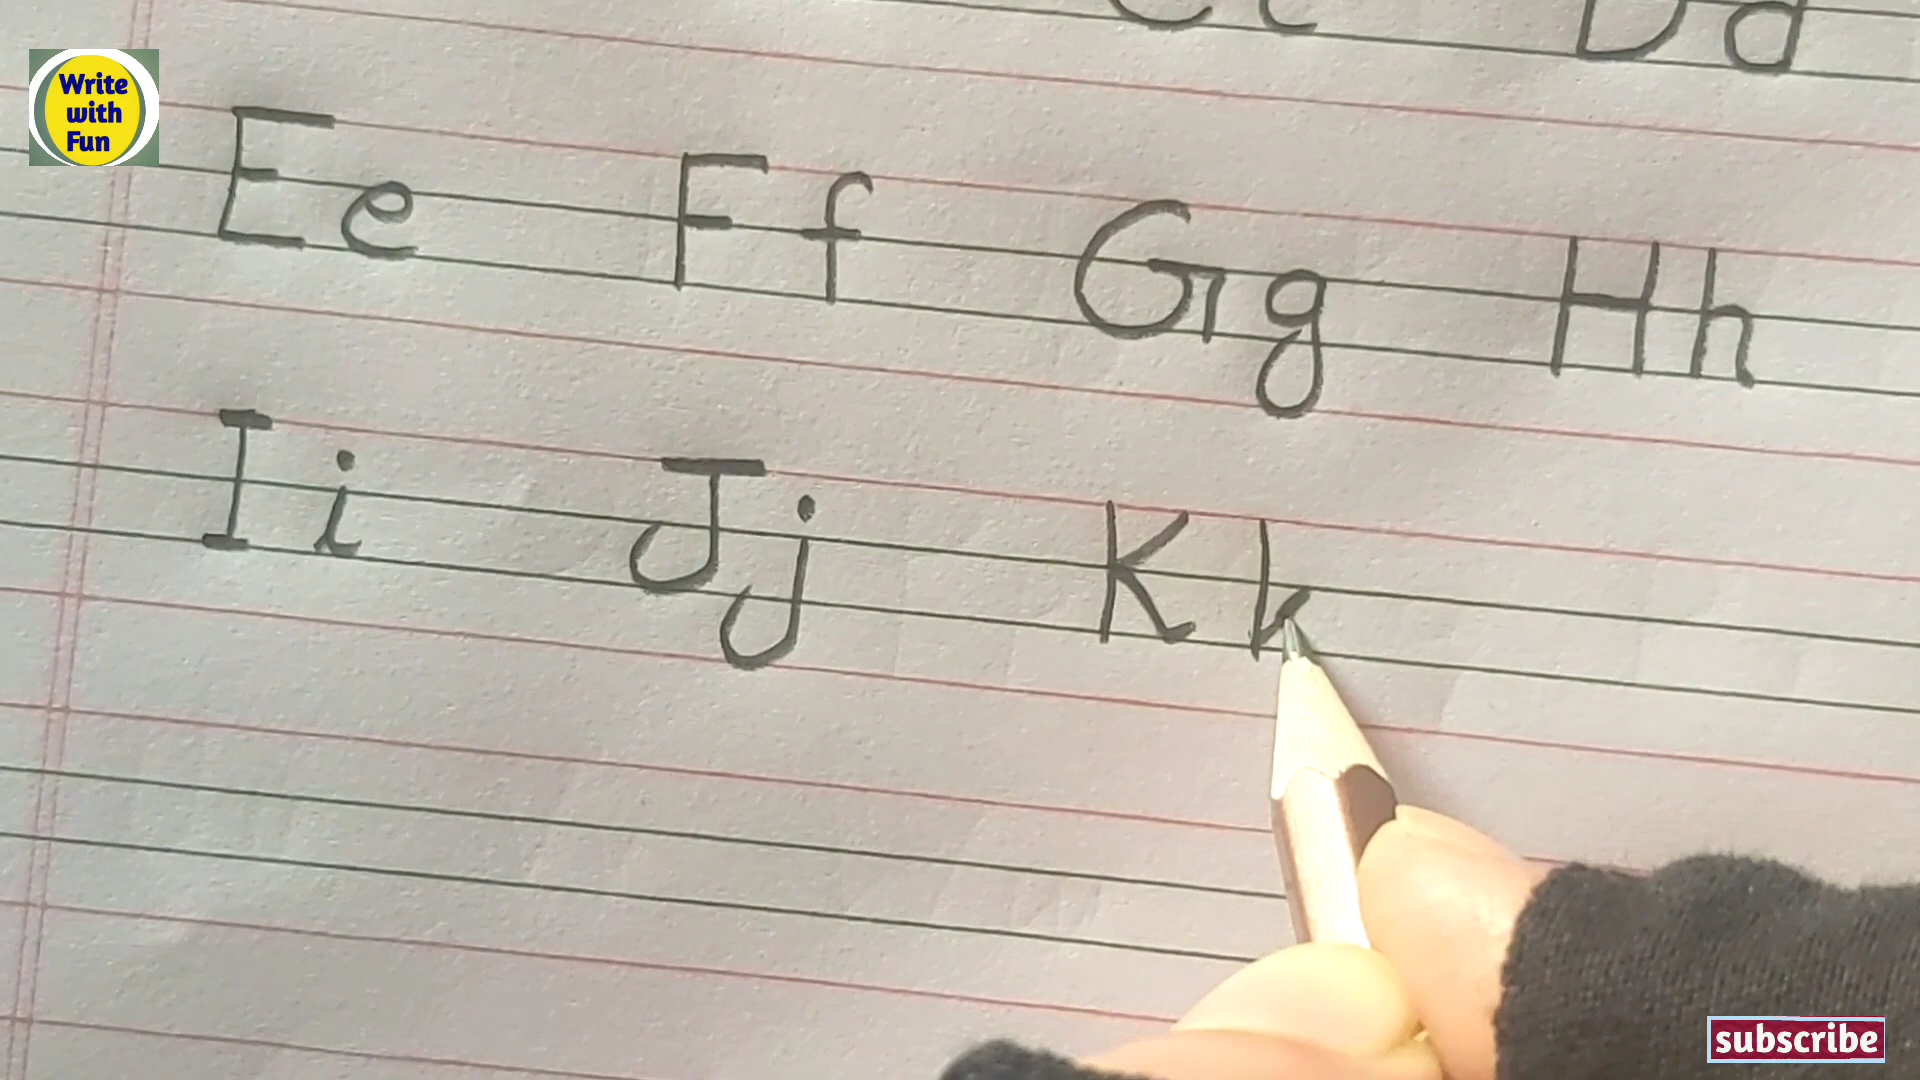 Cc Dd
Write
with
Fun
Ee Ff Gg Hh
Ii Jj Kk
subscribe